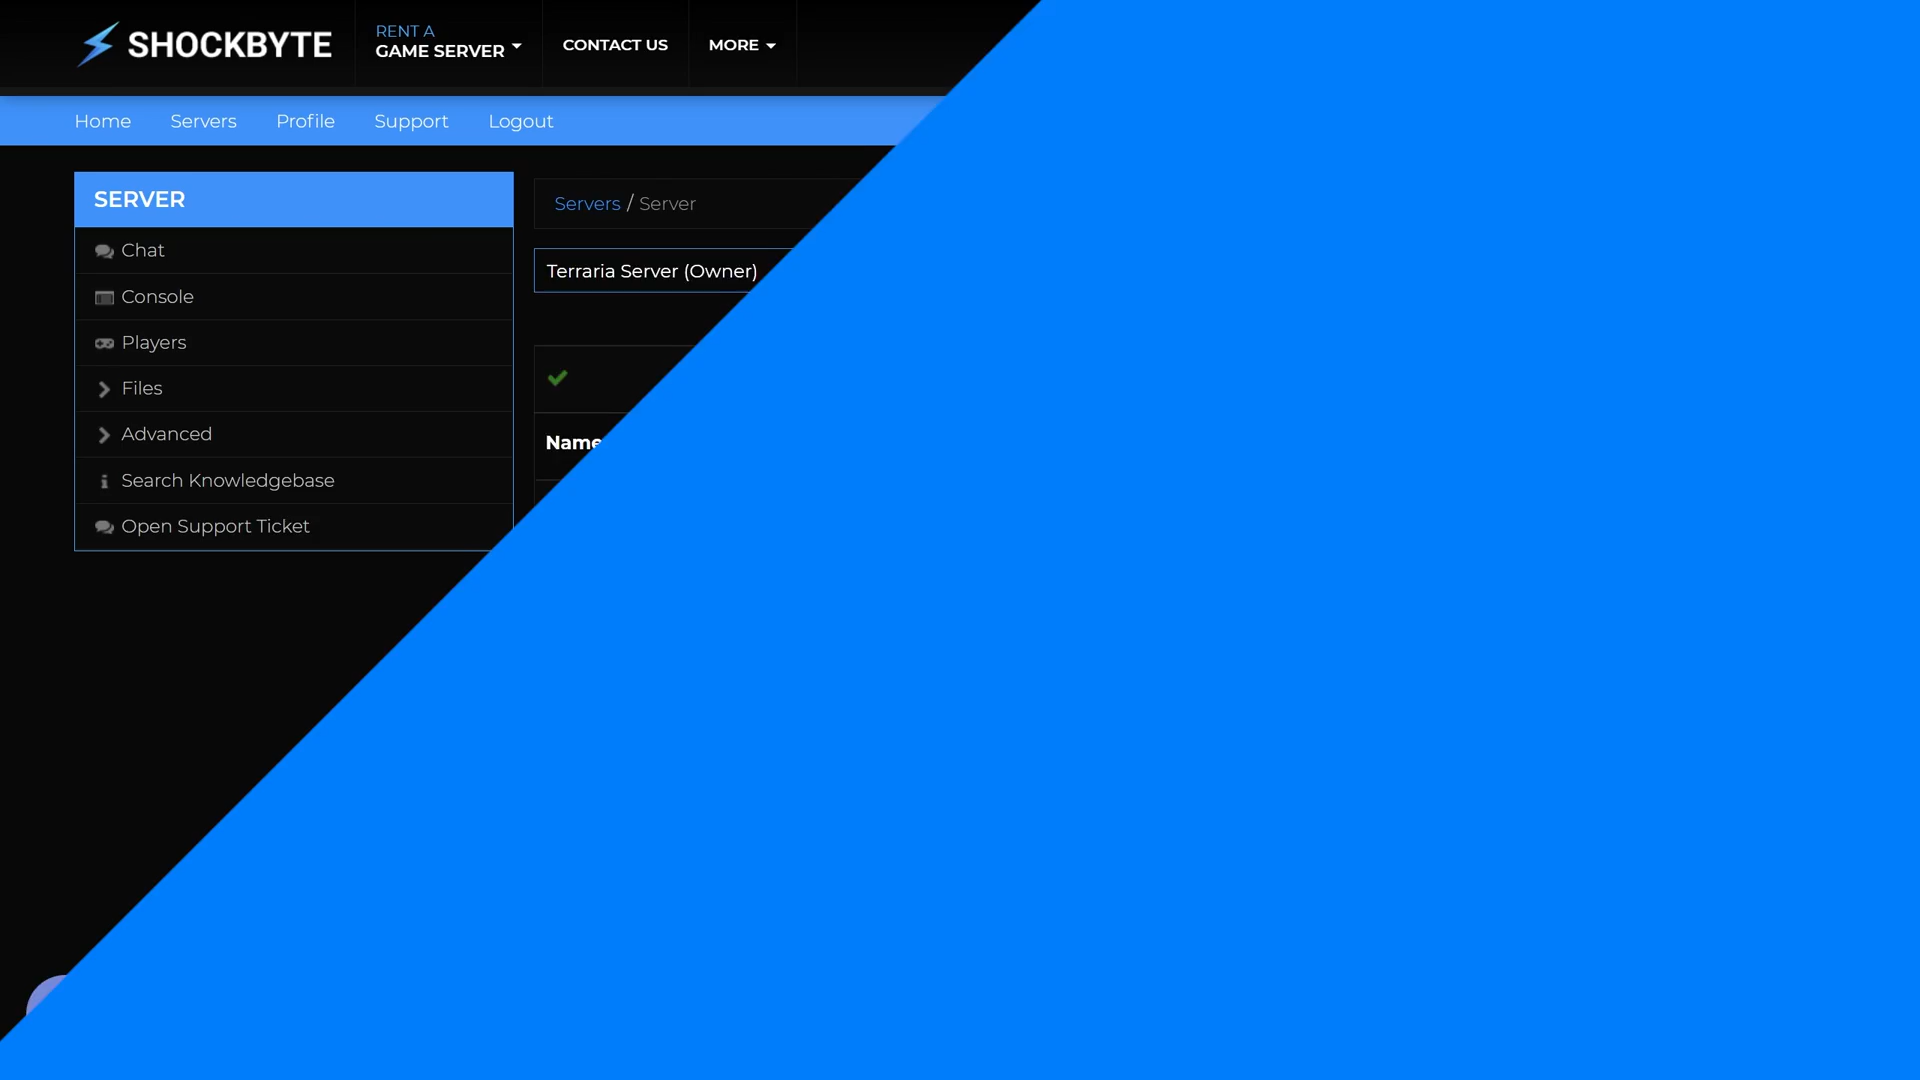 SHOCKBYTE
RENT A
GAME SERVER
CONTACT US
MORE
Home
Servers
Profile
Support
Logout
SERVER
Chat
Console
Players
Files
Advanced
Search Knowledgebase
Open Support Ticket
Servers / Server
Terraria Server (Owner)
Name